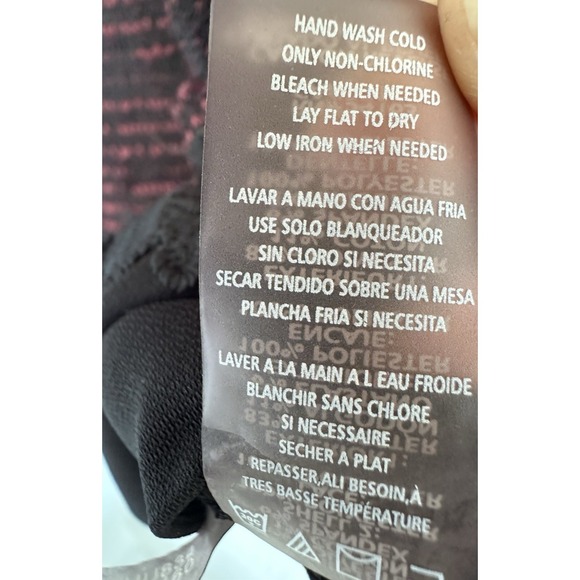 HAND WASH COLD
ONLY NON-CHLORINE
BLEACH WHEN NEEDED
LAY FLAT TO DRY
LOW IRON WHEN NEEDED
LAVAR A MANO CON AGUA FRIA
USE SOLO BLANQUEADOR
SIN CLORO SI NECESITA
SECAR TENDIDO SOBRE UNA MESA
PLANCHA FRIA SI NECESITA
LAVER A LA MAIN A L EAU FROIDE
BLANCHIR SANS CHLORE
SI NECESSAIRE
SECHER A PLAT
REPASSER,ALI BESOIN,À
TRES BASSE TEMPÉRATURE
30C